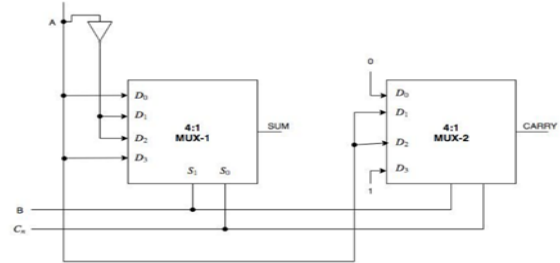 A
0
D₀
D₁
D₂
D₃
4:1
MUX-1
S₁ S₀
SUM
D₀
D₁
D₂
D₃
4:1
MUX-2
CARRY
1
B
Cₙ